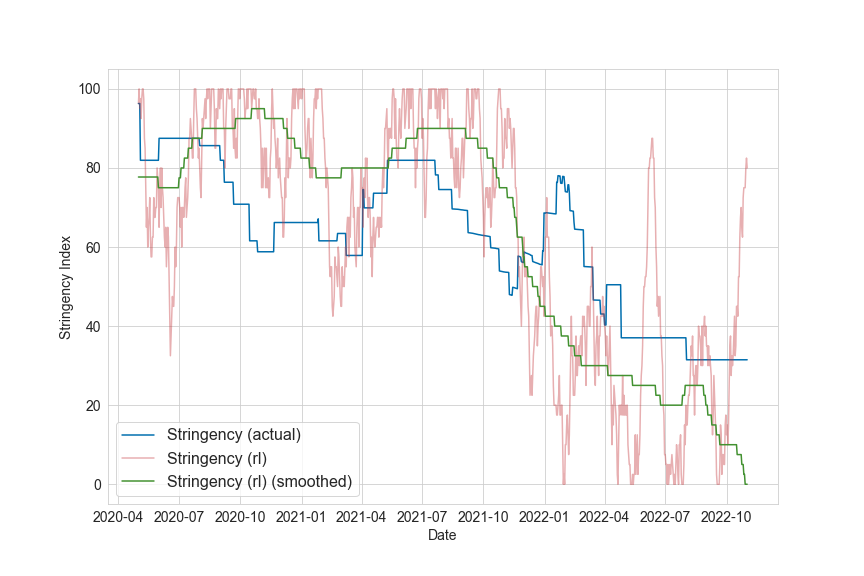 100
80
60
40
20
0
Stringency Index
Stringency (actual)
Stringency (rl)
Stringency (rl) (smoothed)
2020-04 2020-07 2020-10 2021-01 2021-04 2021-07 2021-10 2022-01 2022-04 2022-07 2022-10
Date